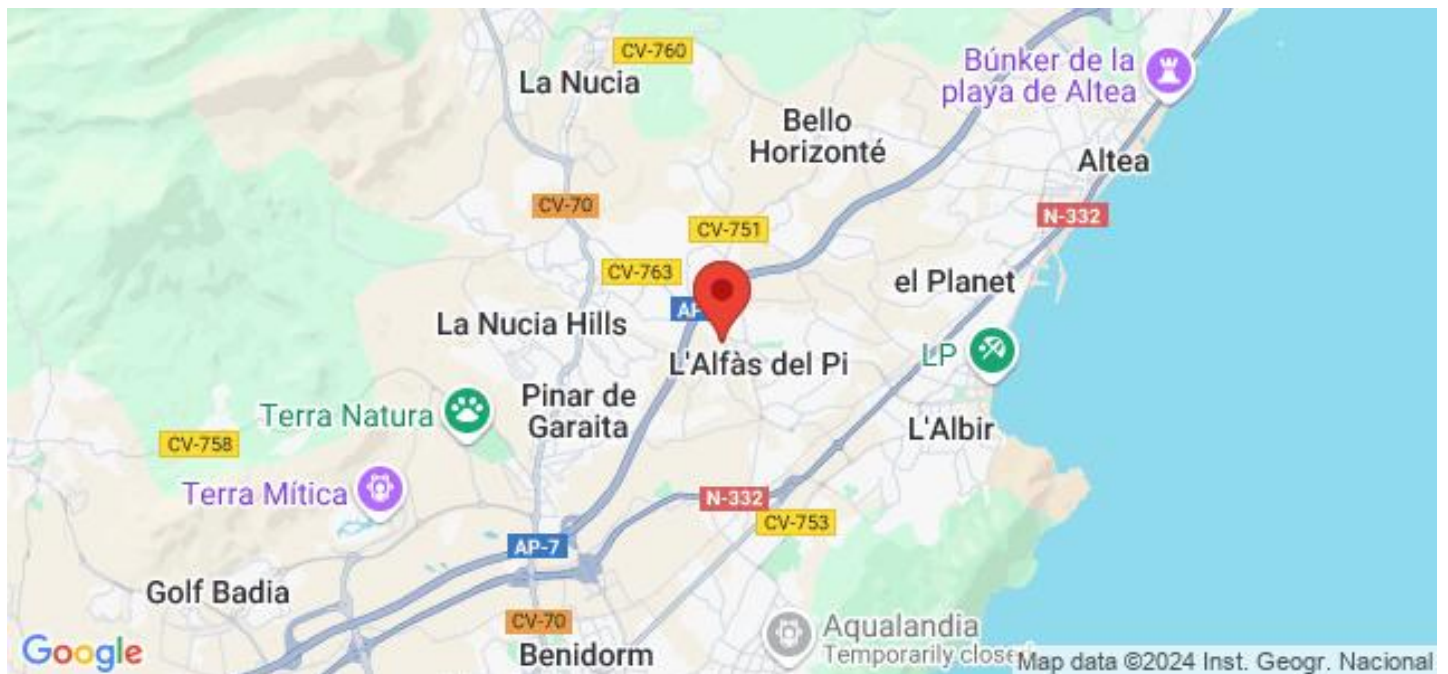 CV-760
La Nucia
Búnker de la
playa de Altea
Bello
Horizonté
Altea
CV-70
N-332
CV-751
CV-763
el Planet
La Nucia Hills
L'Alfàs del Pi
LP
Pinar de
Garaita
Terra Natura
L'Albir
CV-758
Terra Mítica
N-332
CV-753
AP-7
Golf Badia
CV-70
Aqualandia
Google
Benidorm
Temporarily
Map data ©2024 Inst. Geogr. Nacional